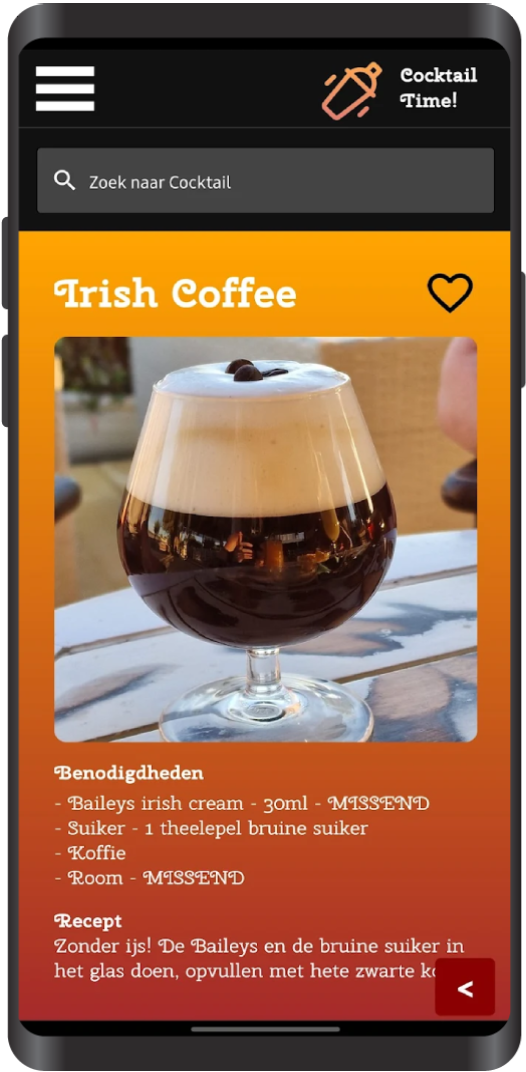 Cocktail
Time!
Zoek naar Cocktail
Irish Coffee
Benodigdheden
- Baileys irish cream - 30ml - MISSEND
- Suiker - 1 theelepel bruine suiker
- Koffie
- Room - MISSEND
Recept
Zonder ijs! De Baileys en de bruine suiker in
het glas doen, opvullen met hete zwarte
<